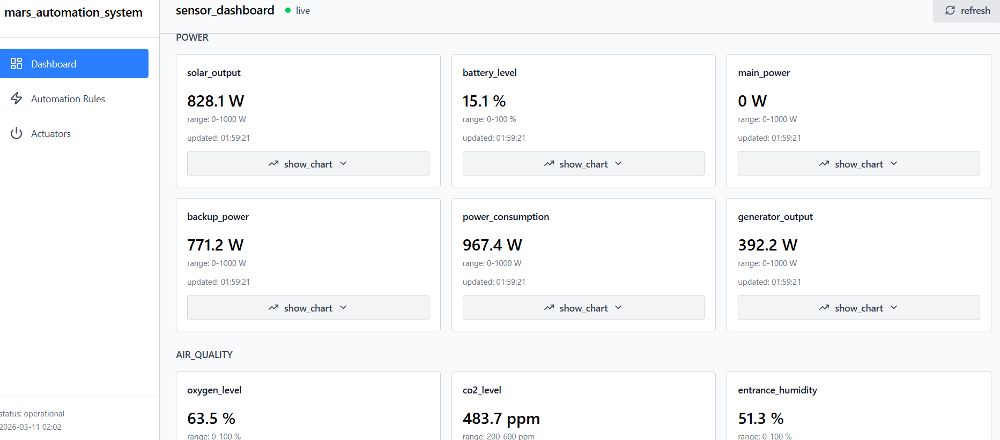 mars_automation_system
Dashboard
Automation Rules
Actuators
status: operational
2026-03-11 02:02
sensor_dashboard live
refresh
POWER
solar_output
828.1 W
range: 0-1000 W
updated: 01:59:21
show_chart
battery_level
15.1 %
range: 0-100 %
updated: 01:59:21
show_chart
main_power
0 W
range: 0-1000 W
updated: 01:59:21
show_chart
backup_power
771.2 W
range: 0-1000 W
updated: 01:59:21
show_chart
power_consumption
967.4 W
range: 0-1000 W
updated: 01:59:21
show_chart
generator_output
392.2 W
range: 0-1000 W
updated: 01:59:21
show_chart
AIR_QUALITY
oxygen_level
63.5 %
range: 0-100 %
co2_level
483.7 ppm
range: 200-600 ppm
entrance_humidity
51.3 %
range: 0-100 %